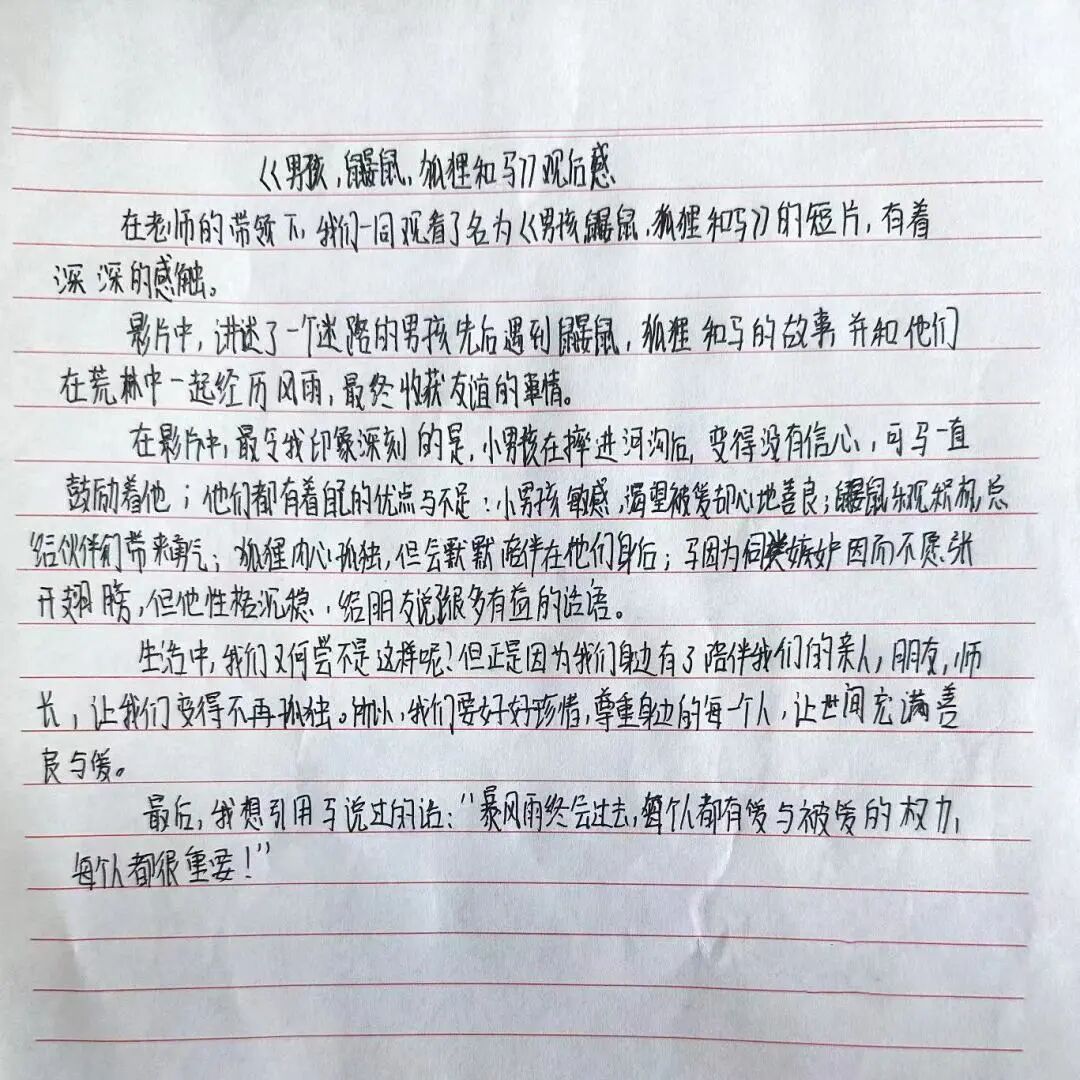 《男孩,鼹鼠,狐狸和马》观后感
在老师的带领下,我们一同观看了名为《男孩,鼹鼠,狐狸和马》的短片,有着
深深的感触。
影片中,讲述了一个迷路的男孩先后遇到鼹鼠,狐狸和马的故事并和他们
在荒林中一起经历风雨,最终收获友谊的事情。
在影片中,最令我印象深刻的是,小男孩在摔进河沟后,变得没有信心,可马一直
鼓励着他;他们都有着自己的优点与不足:小男孩敏感,渴望被爱却心地善良;鼹鼠乐观积极,总
给伙伴们带来勇气;狐狸内心孤独,但会默默陪伴在他们身后;马因为同类嫉妒因而不愿张
开翅膀,但他性格沉稳,给朋友说很多有益的话语。
生活中,我们又何尝不是这样呢?但正是因为我们身边有了陪伴我们的亲人,朋友,师
长,让我们变得不再孤独。所以,我们要好好珍惜,尊重身边的每一个人,让世间充满善
良与爱。
最后,我想引用马说过的话:“暴风雨终会过去,每个人都有爱与被爱的权力,
每个人都很重要!”